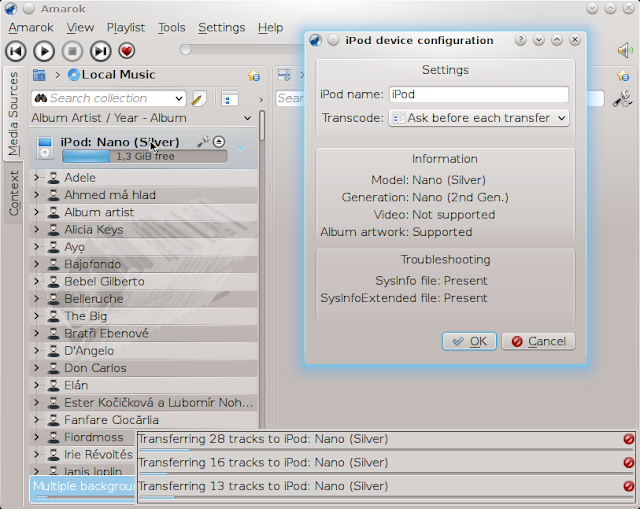 Amarok
Amarok View Playlist Tools Settings Help
Media Sources
Context
Local Music
Search collection
Album Artist / Year - Album
iPod: Nano (Silver)
1,3 GiB free
Adele
Ahmed má hlad
Album artist
Alicia Keys
Ayo
Bajofondo
Bebel Gilberto
Belleruche
The Big
Bratři Ebenové
D'Angelo
Don Carlos
Elán
Ester Kočičková a Lubomír Noh...
Fanfare Ciocărlia
Fiordmoss
Irie Révoltés
Janis Joplin
Multiple backgroun
Sea
iPod device configuration
Settings
iPod name: iPod
Transcode: Ask before each transfer
Information
Model: Nano (Silver)
Generation: Nano (2nd Gen.)
Video: Not supported
Album artwork: Supported
Troubleshooting
SysInfo file: Present
SysInfoExtended file: Present
OK
Cancel
Transferring 28 tracks to iPod: Nano (Silver)
Transferring 16 tracks to iPod: Nano (Silver)
Transferring 13 tracks to iPod: Nano (Silver)